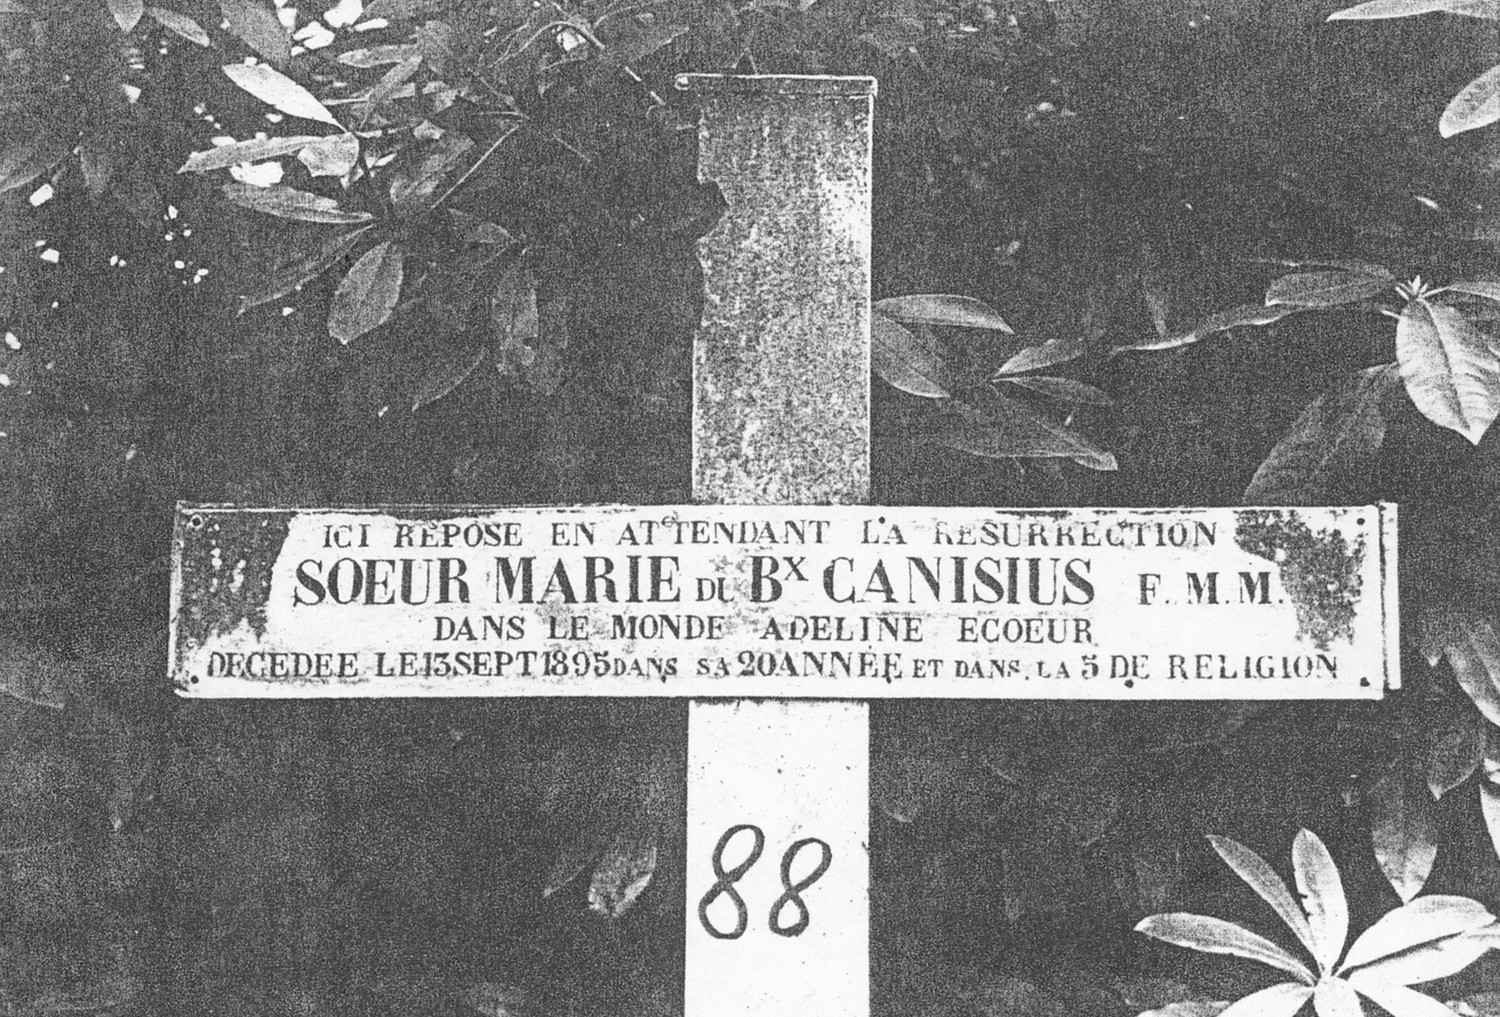 ICI REPOSE EN ATTENDANT LA RESURRECTION
SOEUR MARIE DU BX CANISIUS F. M. M.
DANS LE MONDE ADELINE ECOEUR
DECEDEE LE 13 SEPT 1895 DANS SA 20 ANNÉE ET DANS LA 5 DE RELIGION
88